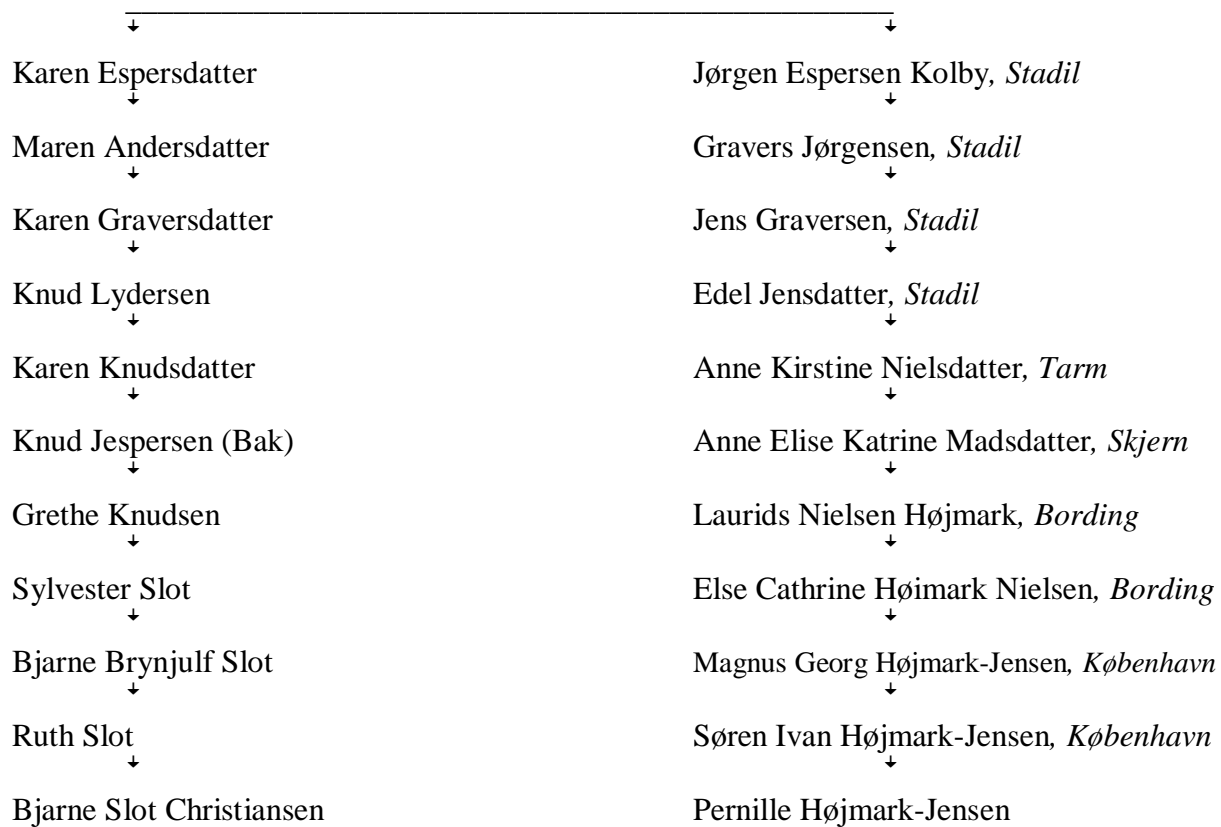 Karen Espersdatter Jørgen Espersen Kolby, Stadil
Maren Andersdatter Gravers Jørgensen, Stadil
Karen Graversdatter Jens Graversen, Stadil
Knud Lydersen Edel Jensdatter, Stadil
Karen Knudsdatter Anne Kirstine Nielsdatter, Tarm
Knud Jespersen (Bak) Anne Elise Katrine Madsdatter, Skjern
Grethe Knudsen Laurids Nielsen Højmark, Bording
Sylvester Slot Else Cathrine Høimark Nielsen, Bording
Bjarne Brynjulf Slot Magnus Georg Højmark-Jensen, København
Ruth Slot Søren Ivan Højmark-Jensen, København
Bjarne Slot Christiansen Pernille Højmark-Jensen